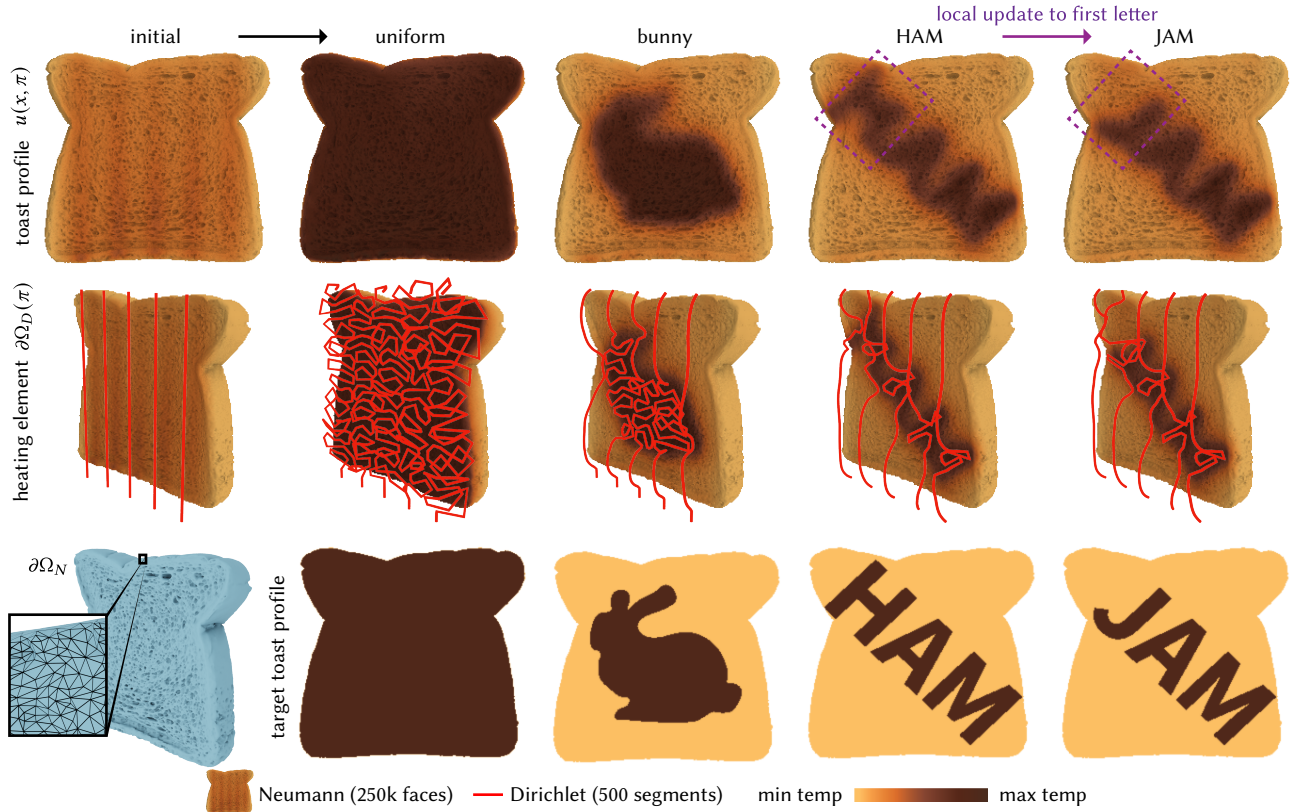 local update to first letter
initial
uniform
bunny
HAM
JAM
toast profile u(x, π)
heating element ∂Ω_D(π)
∂Ω_N
target toast profile
HAM
JAM
Neumann (250k faces)
Dirichlet (500 segments)
min temp
max temp